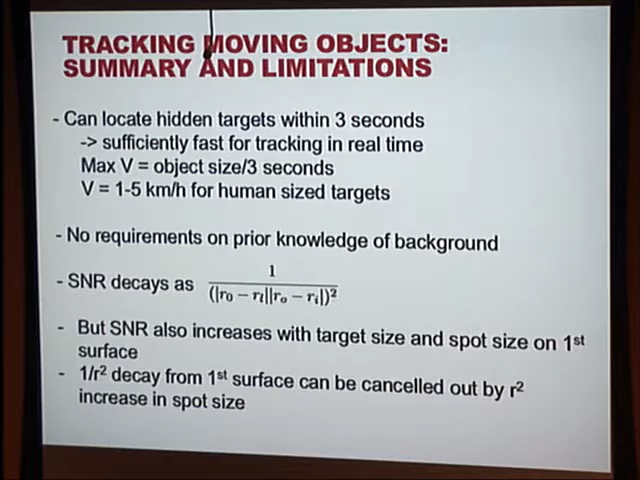 TRACKING MOVING OBJECTS:
SUMMARY AND LIMITATIONS
- Can locate hidden targets within 3 seconds
-> sufficiently fast for tracking in real time
Max V = object size/3 seconds
V = 1-5 km/h for human sized targets
- No requirements on prior knowledge of background
- SNR decays as 1/(|r₀ − r_l||r_o − r_i|)²
- But SNR also increases with target size and spot size on 1st
surface
- 1/r² decay from 1st surface can be cancelled out by r²
increase in spot size